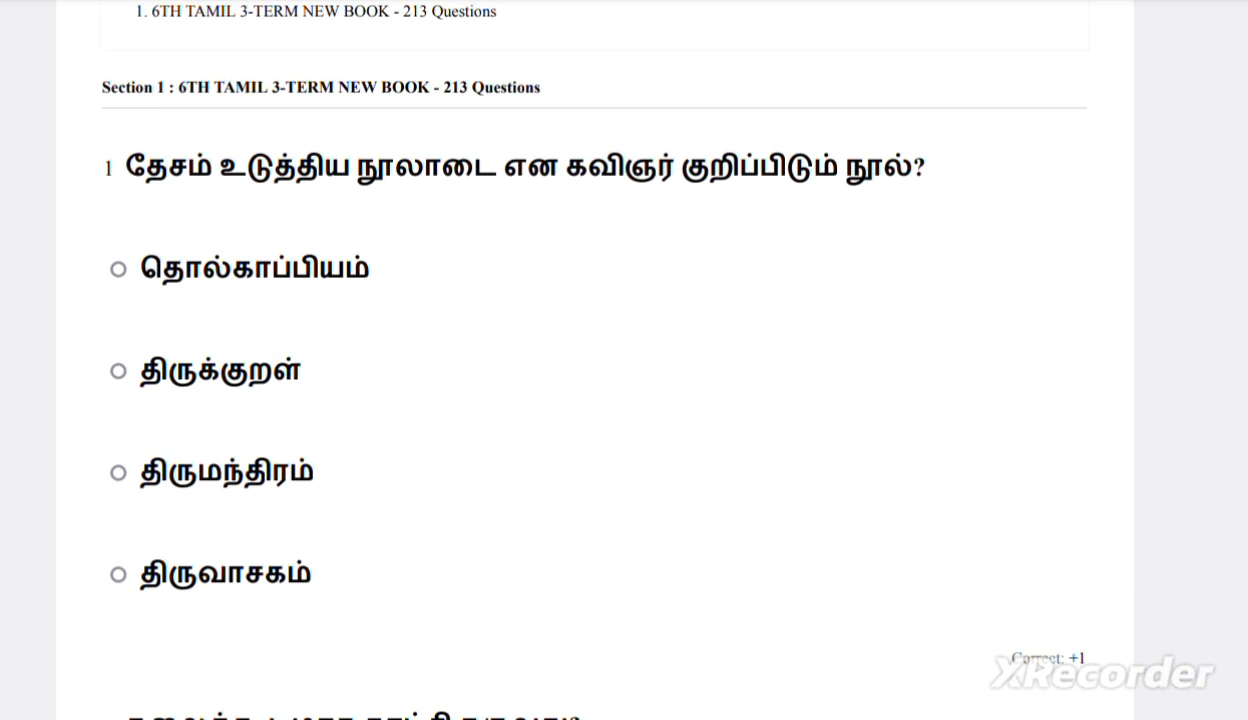 1. 6TH TAMIL 3-TERM NEW BOOK - 213 Questions
Section 1 : 6TH TAMIL 3-TERM NEW BOOK - 213 Questions
1 தேசம் உடுத்திய நூலாடை என கவிஞர் குறிப்பிடும் நூல்?
தொல்காப்பியம்
திருக்குறள்
திருமந்திரம்
திருவாசகம்
Correct: +1
XRecorder